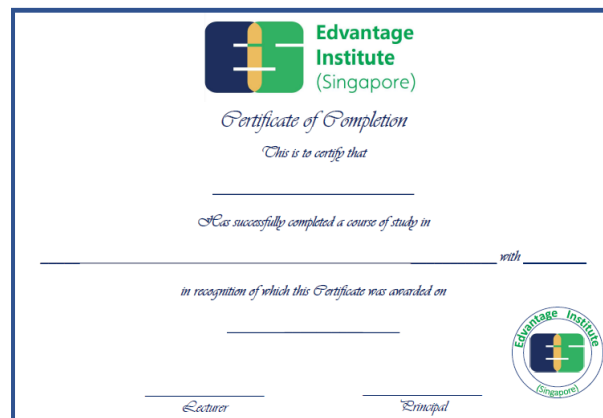 Edvantage
Institute
(Singapore)
Certificate of Completion
This is to certify that
Has successfully completed a course of study in
with
in recognition of which this Certificate was awarded on
Edvantage Institute
(Singapore)
Lecturer
Principal